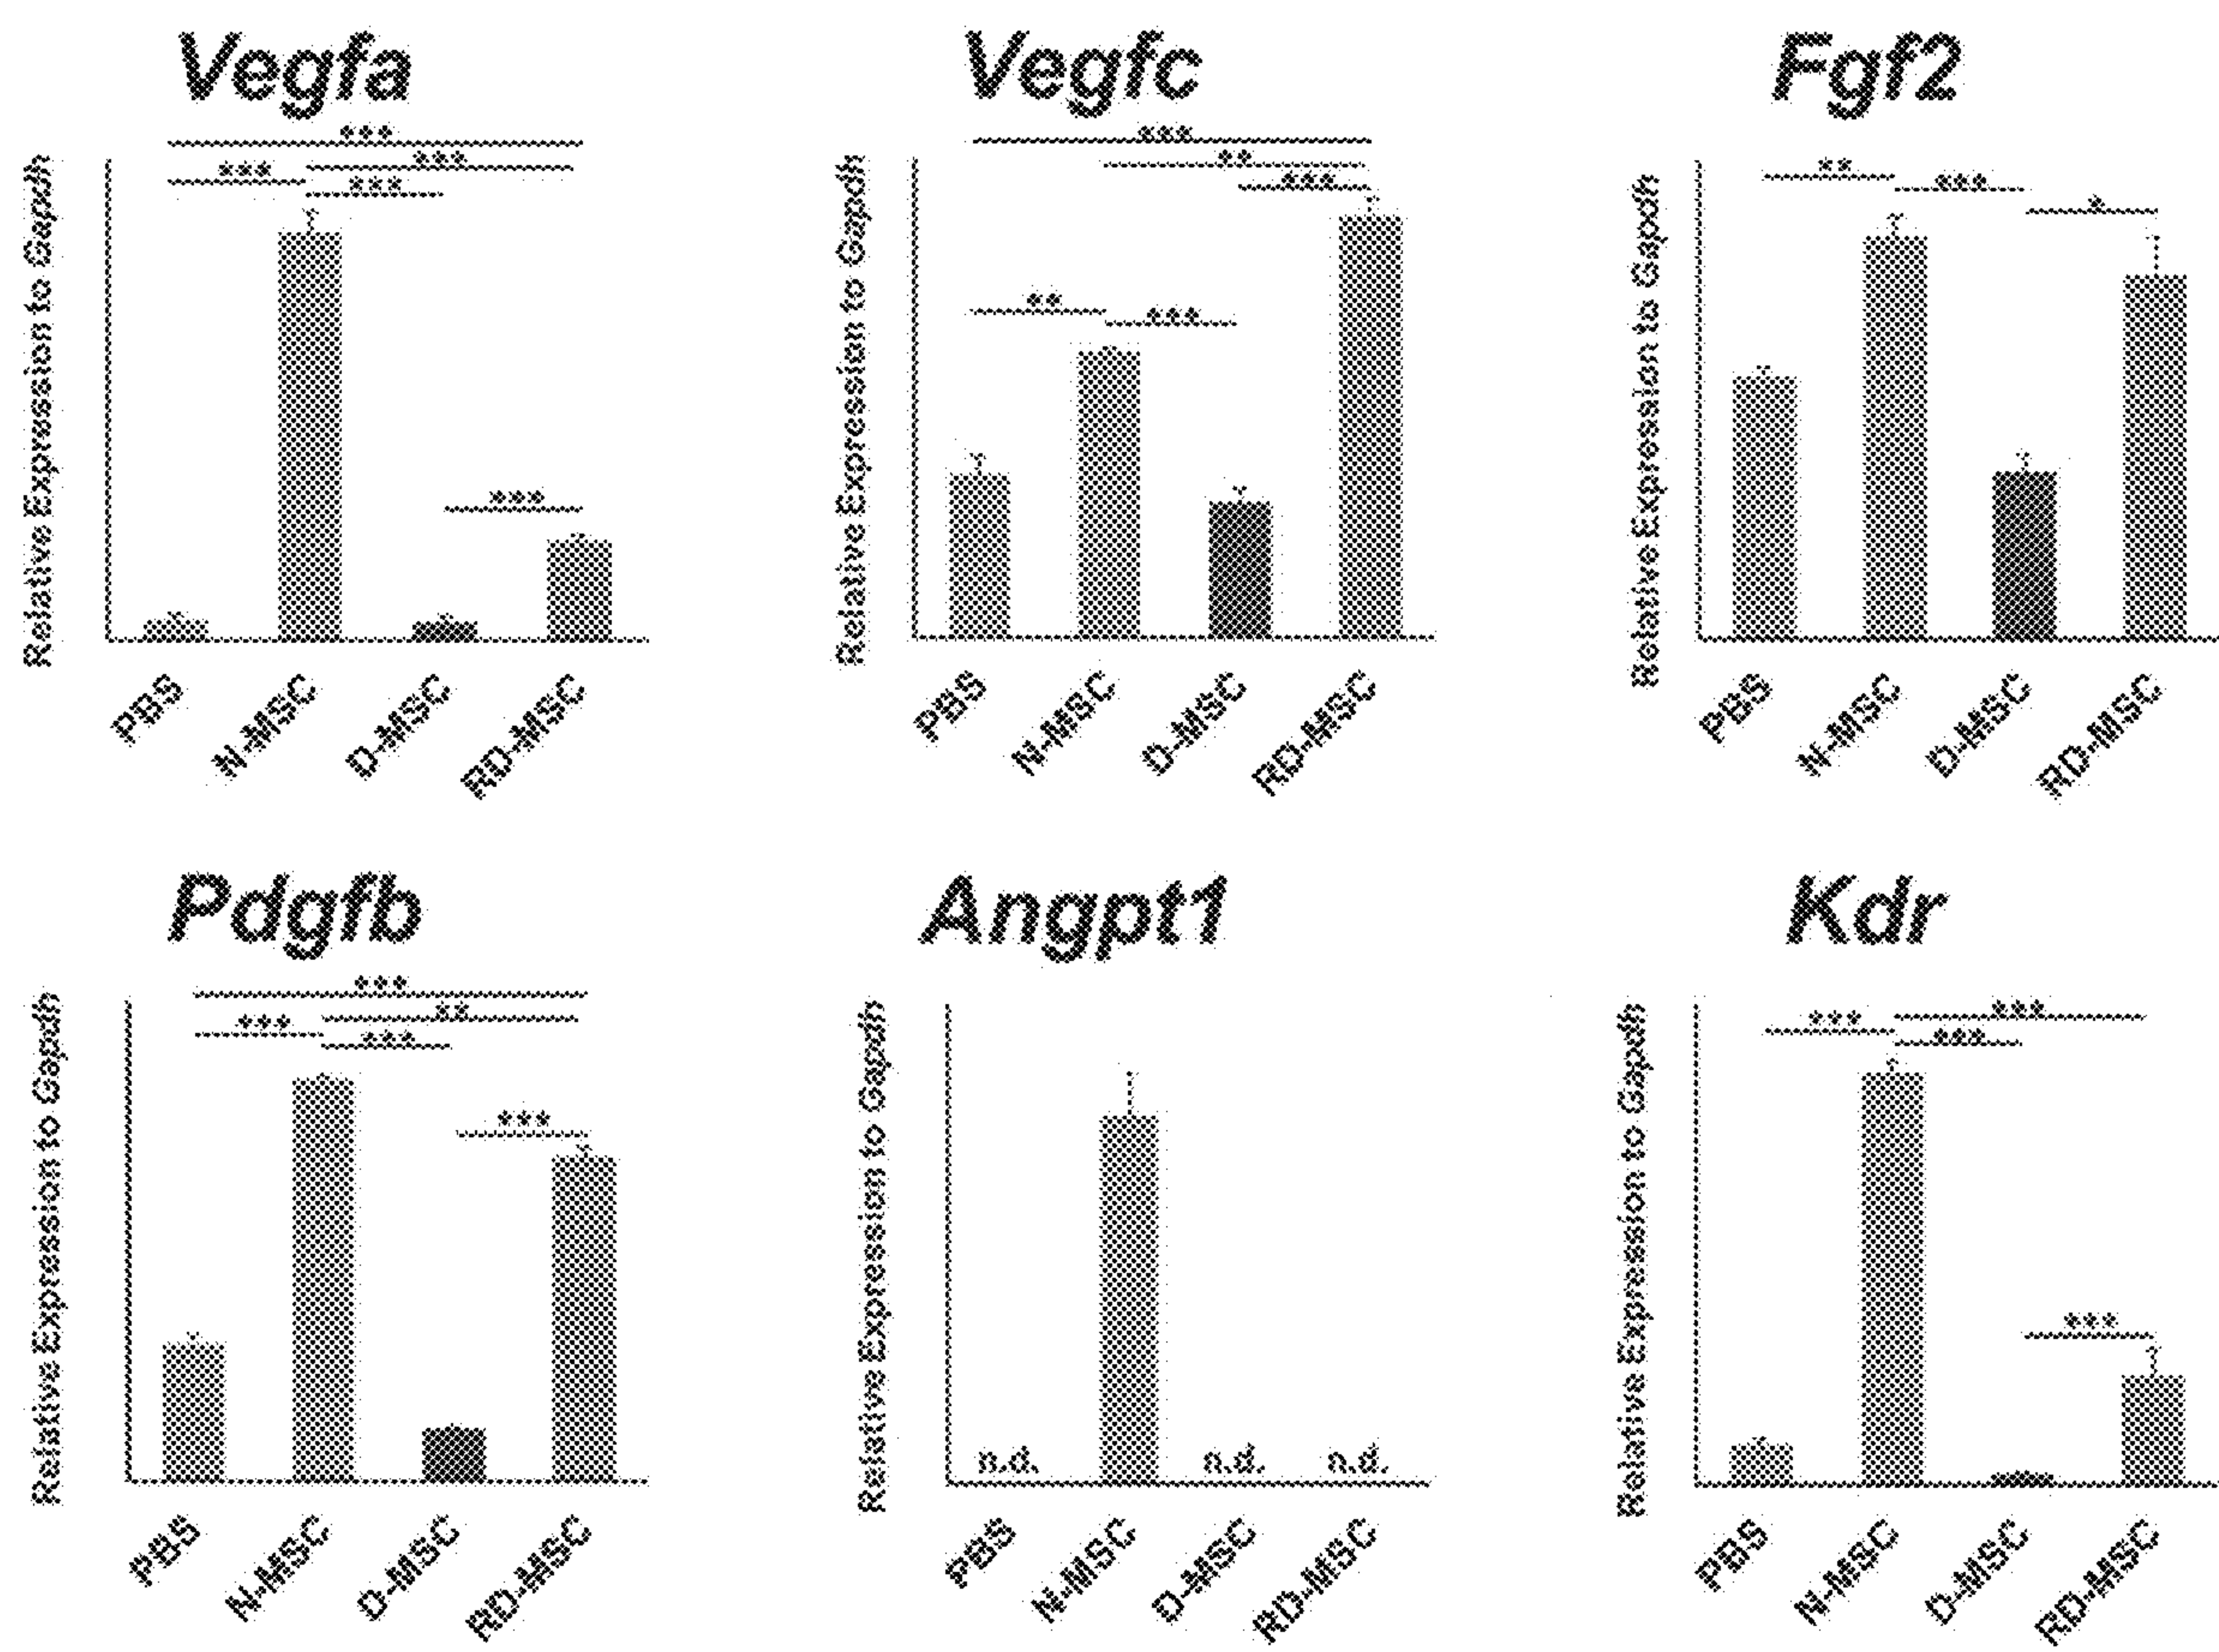 Vegfa
***
***
***
***
***
Relative Expression to Gapdh
PBS
N-MSC
D-MSC
RD-MSC
Vegfc
***
**
***
**
***
Relative Expression to Gapdh
PBS
N-MSC
D-MSC
RD-MSC
Fgf2
**
***
*
Relative Expression to Gapdh
PBS
N-MSC
D-MSC
RD-MSC
Pdgfb
***
**
***
***
***
Relative Expression to Gapdh
PBS
N-MSC
D-MSC
RD-MSC
Angpt1
Relative Expression to Gapdh
n.d.
n.d.
n.d.
PBS
N-MSC
D-MSC
RD-MSC
Kdr
***
***
***
***
Relative Expression to Gapdh
PBS
N-MSC
D-MSC
RD-MSC